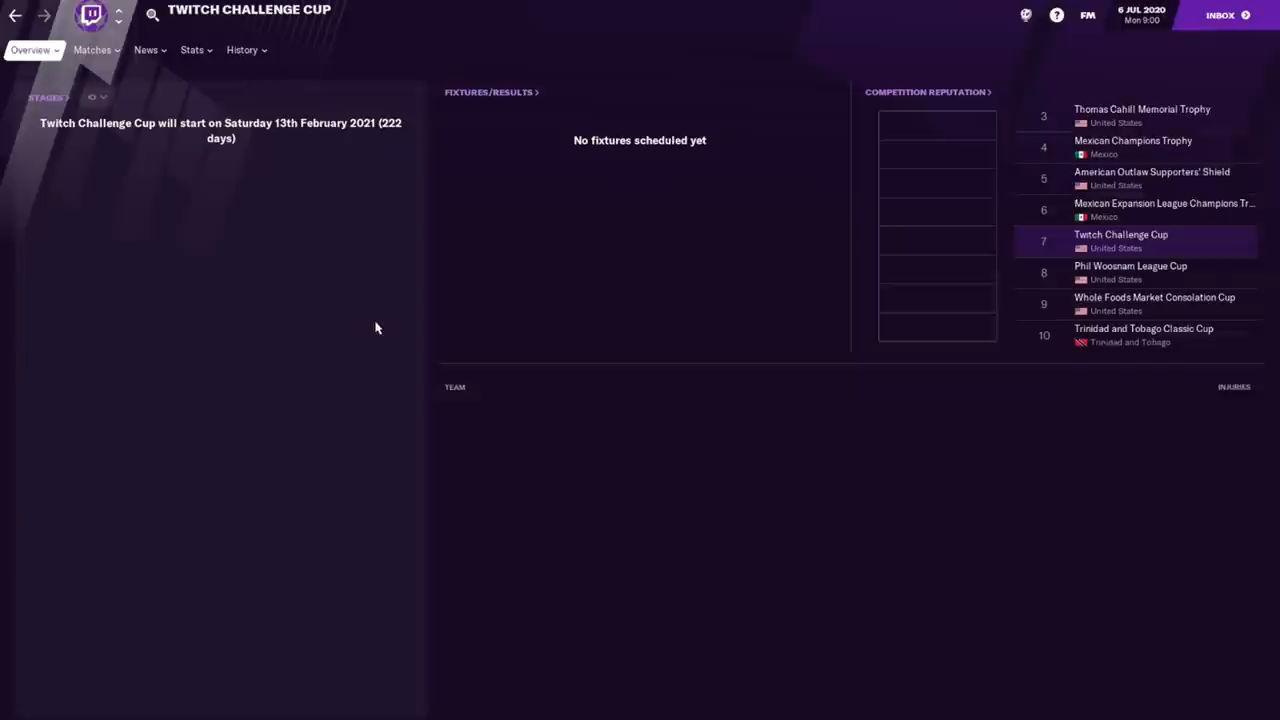 TWITCH CHALLENGE CUP
6 JUL 2020
Mon 9:00
FM
INBOX
Overview
Matches
News
Stats
History
STAGES
Twitch Challenge Cup will start on Saturday 13th February 2021 (222
days)
FIXTURES/RESULTS
No fixtures scheduled yet
COMPETITION REPUTATION
3 Thomas Cahill Memorial Trophy
United States
4 Mexican Champions Trophy
Mexico
5 American Outlaw Supporters' Shield
United States
6 Mexican Expansion League Champions Tr...
Mexico
7 Twitch Challenge Cup
United States
8 Phil Woosnam League Cup
United States
9 Whole Foods Market Consolation Cup
United States
10 Trinidad and Tobago Classic Cup
Trinidad and Tobago
TEAM
INJURIES